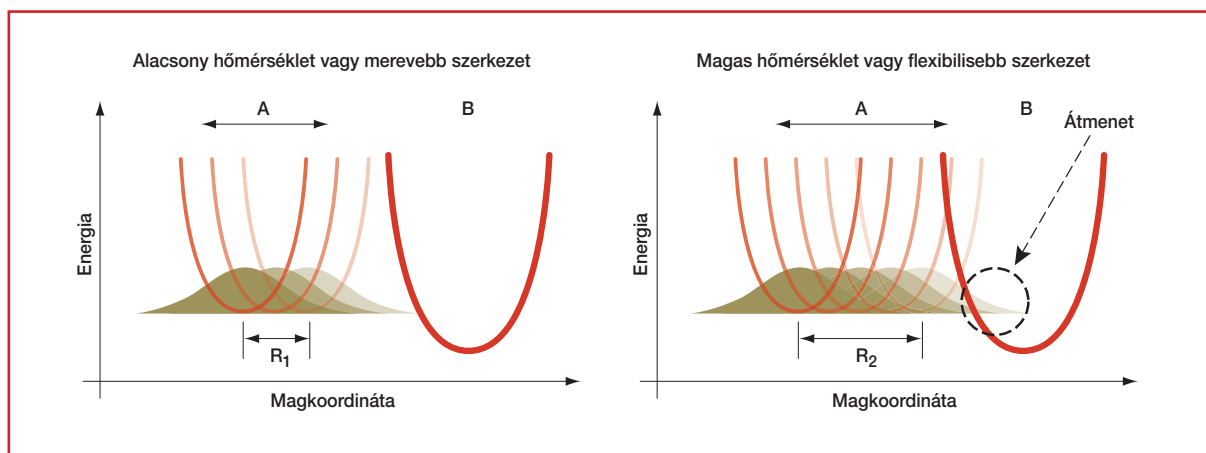 Alacsony hőmérséklet vagy merevebb szerkezet
A
B
Energia
R1
Magkoordináta
Magas hőmérséklet vagy flexibilisebb szerkezet
A
B
Átmenet
Energia
R2
Magkoordináta